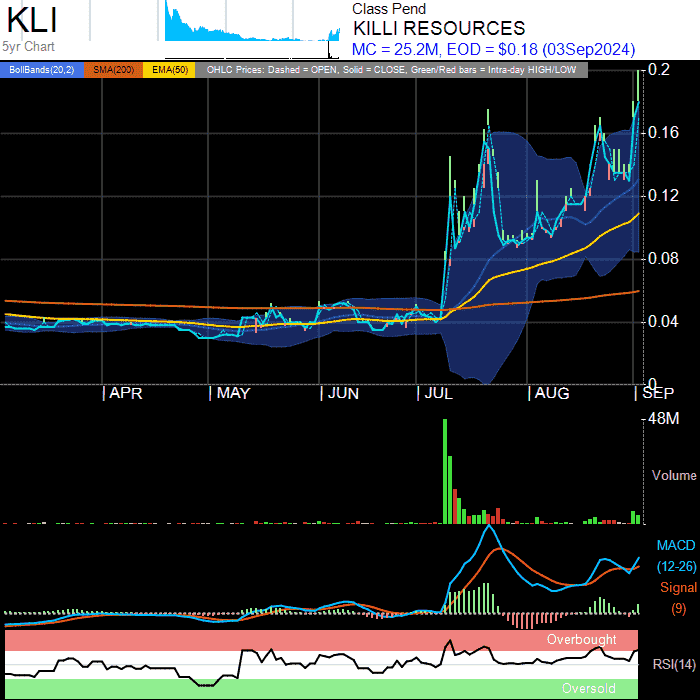 KLI
5yr Chart
Class Pend
KILLI RESOURCES
MC = 25.2M, EOD = $0.18 (03Sep2024)
BollBands(20,2) SMA(200) EMA(50) OHLC Prices: Dashed = OPEN, Solid = CLOSE, Green/Red bars = Intra-day HIGH/LOW
0.2
0.16
0.12
0.08
0.04
0
APR MAY JUN JUL AUG SEP
48M
Volume
MACD
(12-26)
Signal
(9)
Overbought
RSI(14)
Oversold